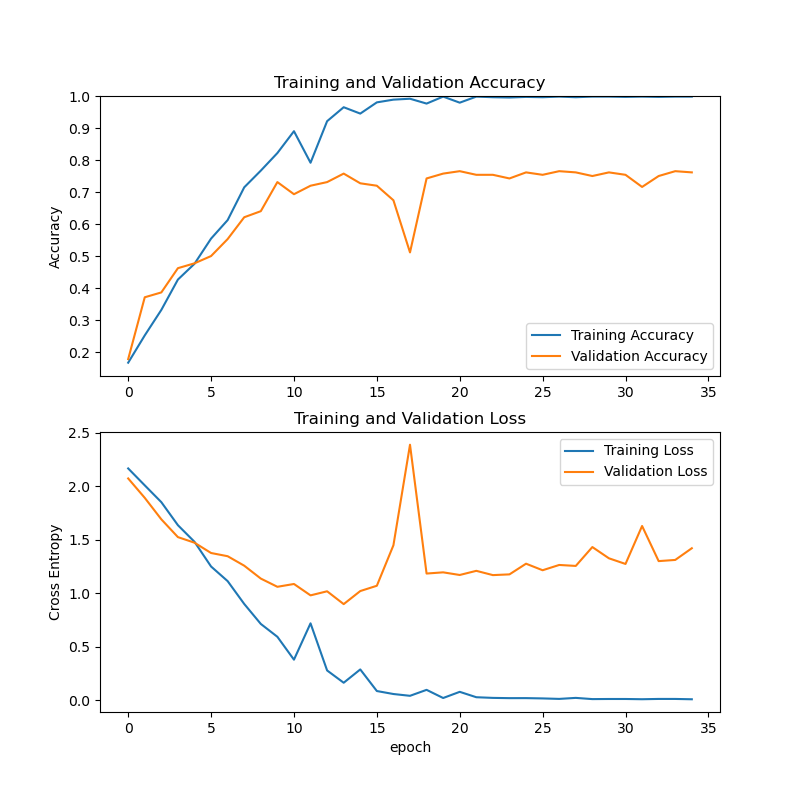 Training and Validation Accuracy
Accuracy
1.0
0.9
0.8
0.7
0.6
0.5
0.4
0.3
0.2
Training Accuracy
Validation Accuracy
0 5 10 15 20 25 30 35
Training and Validation Loss
Cross Entropy
2.5
2.0
1.5
1.0
0.5
0.0
Training Loss
Validation Loss
0 5 10 15 20 25 30 35
epoch